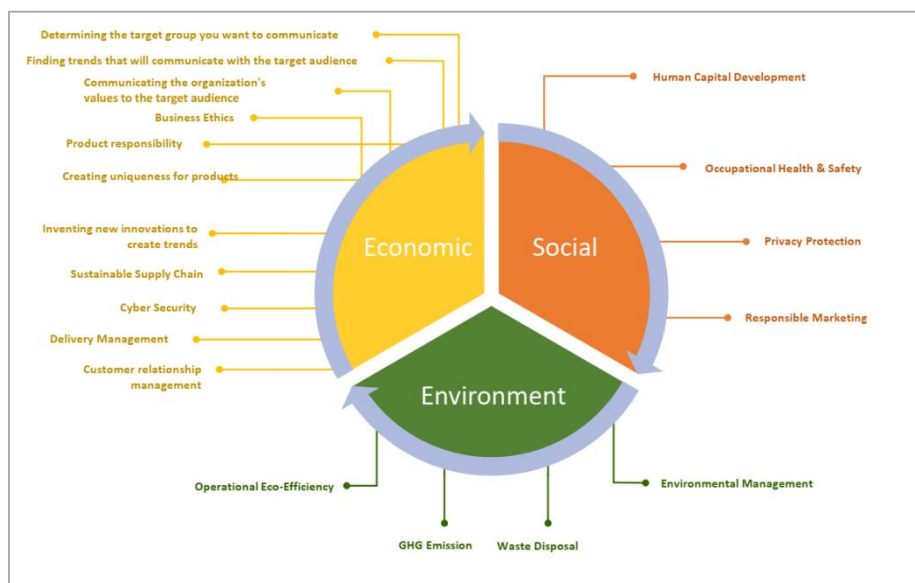 Determining the target group you want to communicate
Finding trends that will communicate with the target audience
Communicating the organization's
values to the target audience
Business Ethics
Product responsibility
Creating uniqueness for products
Inventing new innovations to
create trends
Sustainable Supply Chain
Cyber Security
Delivery Management
Customer relationship
management
Economic
Social
Environment
Human Capital Development
Occupational Health & Safety
Privacy Protection
Responsible Marketing
Operational Eco-Efficiency
GHG Emission
Waste Disposal
Environmental Management